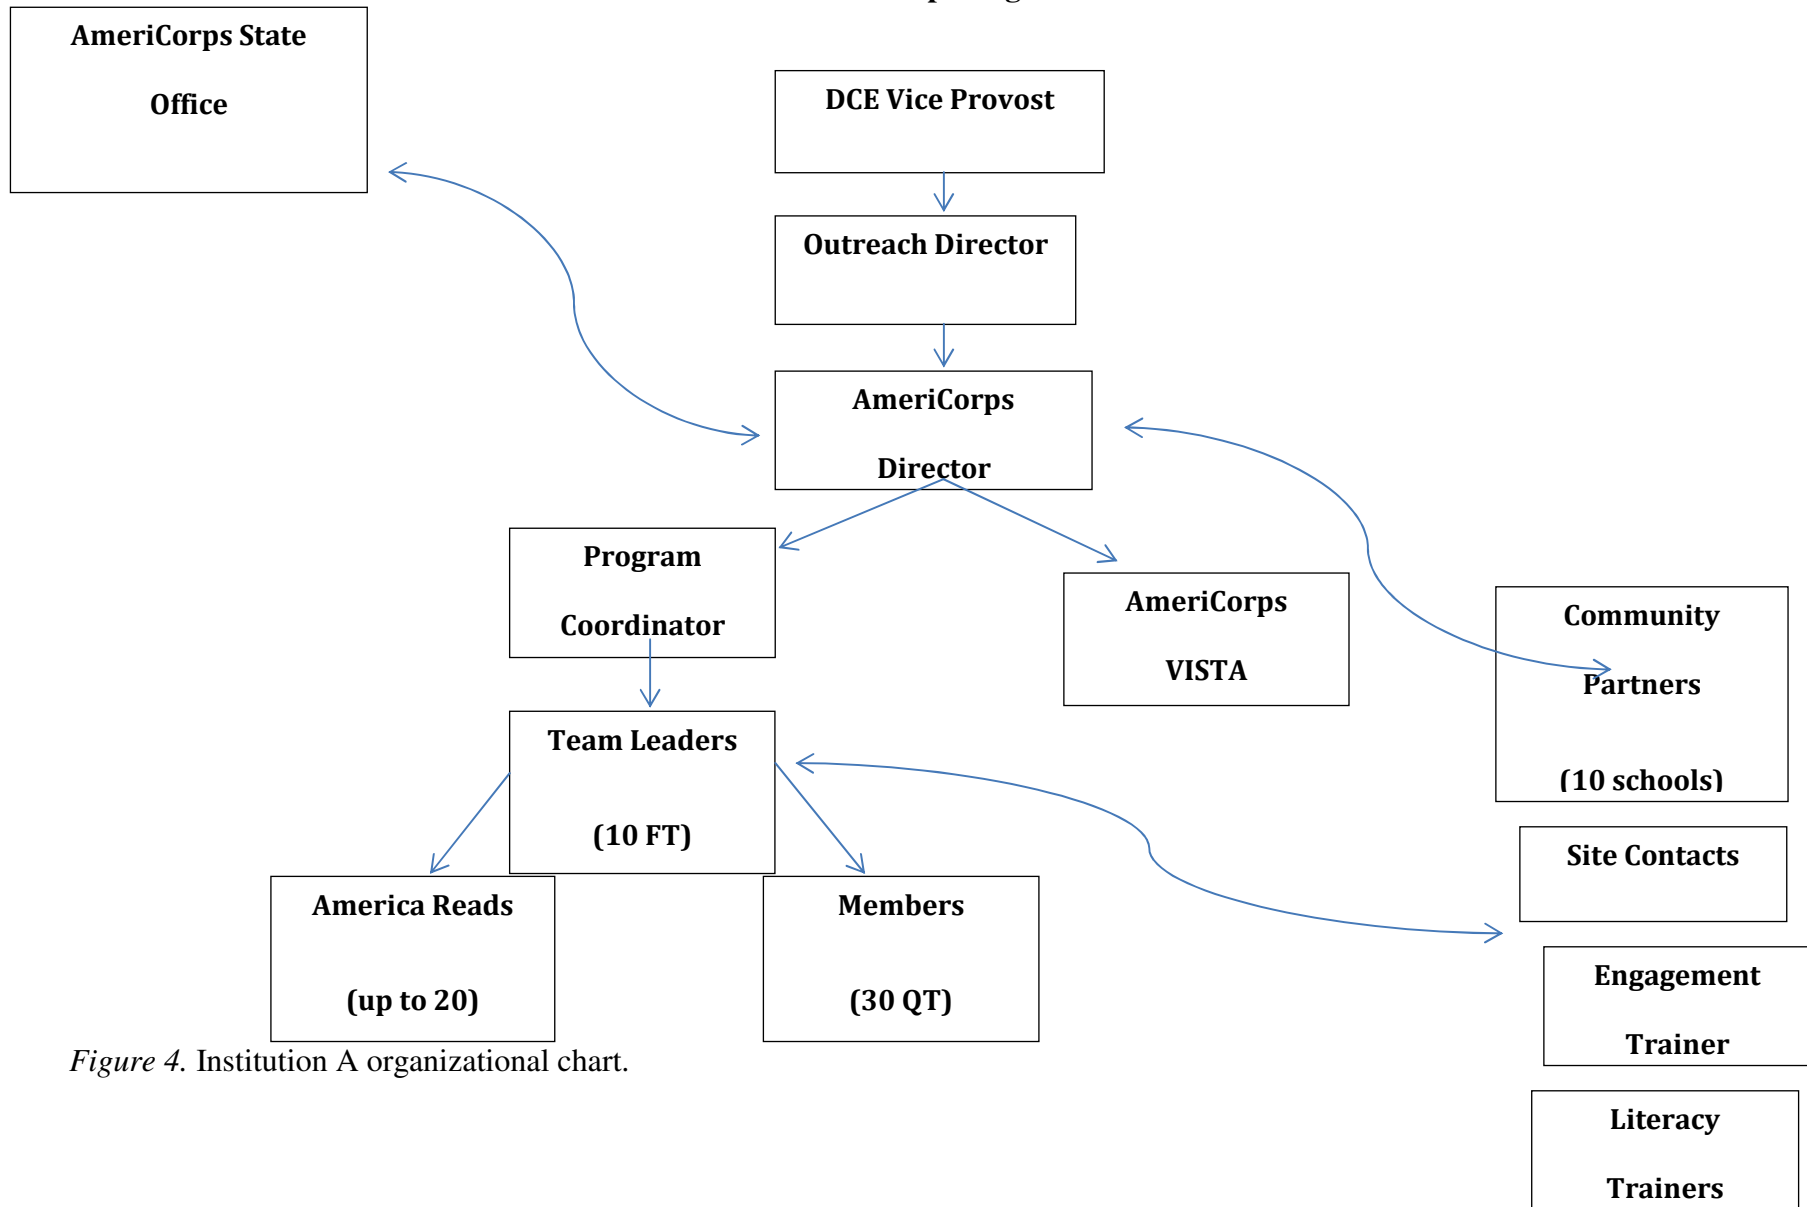 AmeriCorps State
Office
DCE Vice Provost
Outreach Director
AmeriCorps
Director
Program
Coordinator
AmeriCorps
VISTA
Community
Partners
(10 schools)
Team Leaders
(10 FT)
Site Contacts
America Reads
(up to 20)
Members
(30 QT)
Engagement
Trainer
Figure 4. Institution A organizational chart.
Literacy
Trainers